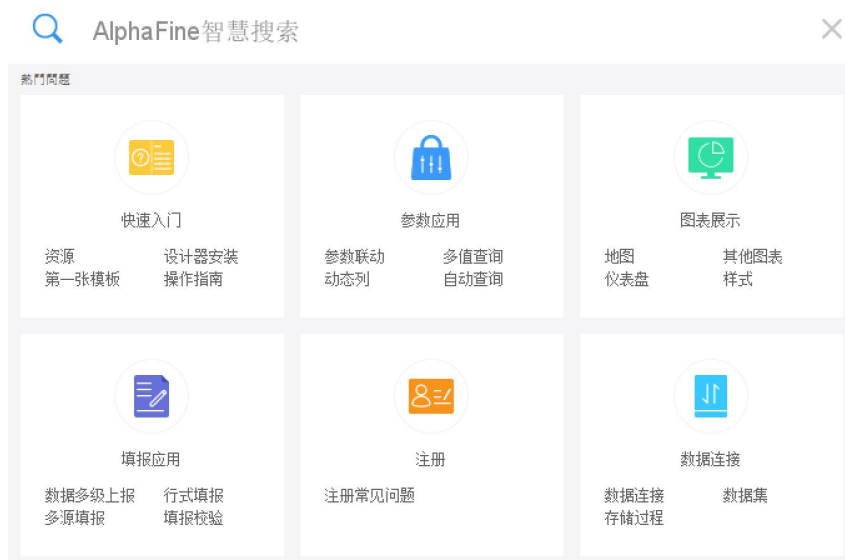 AlphaFine智慧搜索
熱門問題
快速入门
资源 设计器安装
第一张模板 操作指南
参数应用
参数联动 多值查询
动态列 自动查询
图表展示
地图 其他图表
仪表盘 样式
填报应用
数据多级上报 行式填报
多源填报 填报校验
注册
注册常见问题
数据连接
数据连接 数据集
存储过程